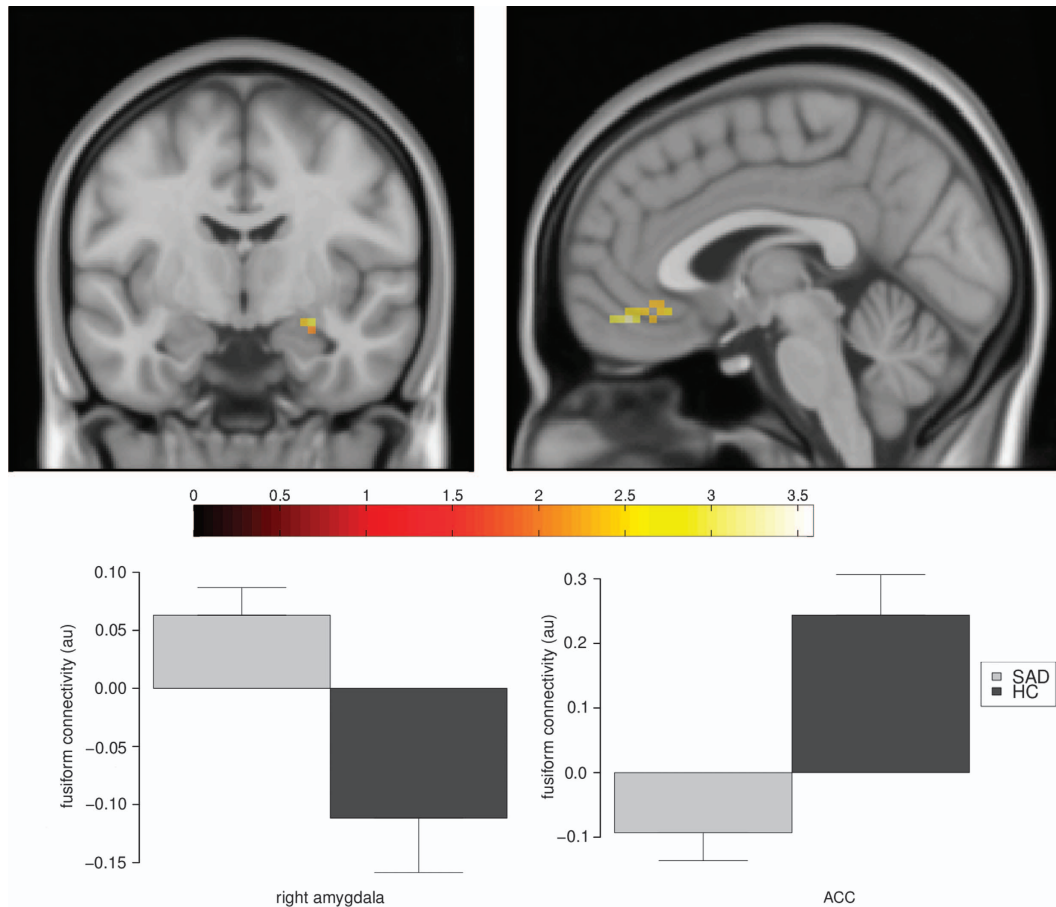 0 0.5 1 1.5 2 2.5 3 3.5
fusiform connectivity (au)
0.10
0.05
0.00
−0.05
−0.10
−0.15
right amygdala
fusiform connectivity (au)
0.3
0.2
0.1
0.0
−0.1
ACC
SAD
HC